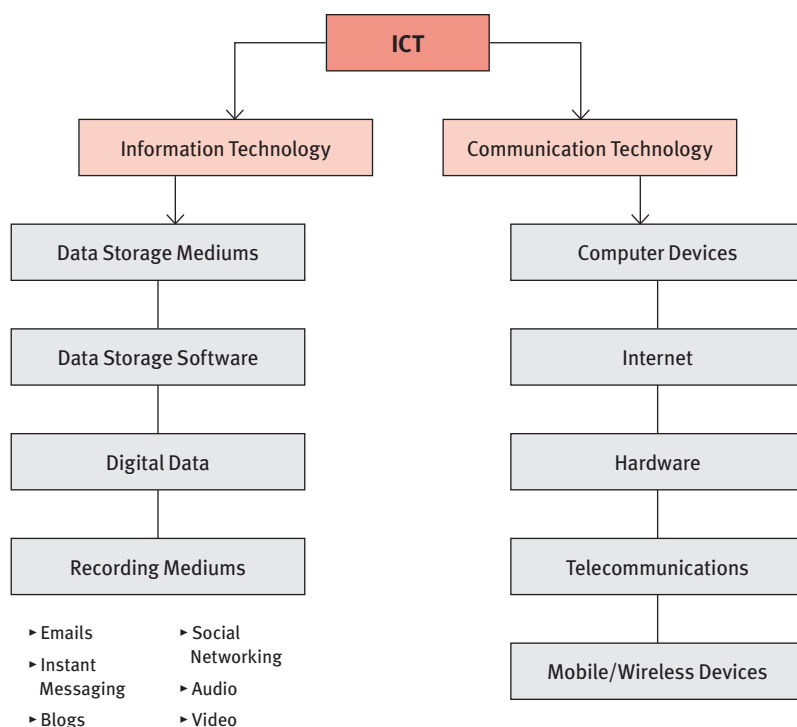 ICT
Information Technology
Communication Technology
Data Storage Mediums
Data Storage Software
Digital Data
Recording Mediums
▸ Emails
▸ Instant
Messaging
▸ Blogs
▸ Social
Networking
▸ Audio
▸ Video
Computer Devices
Internet
Hardware
Telecommunications
Mobile/Wireless Devices